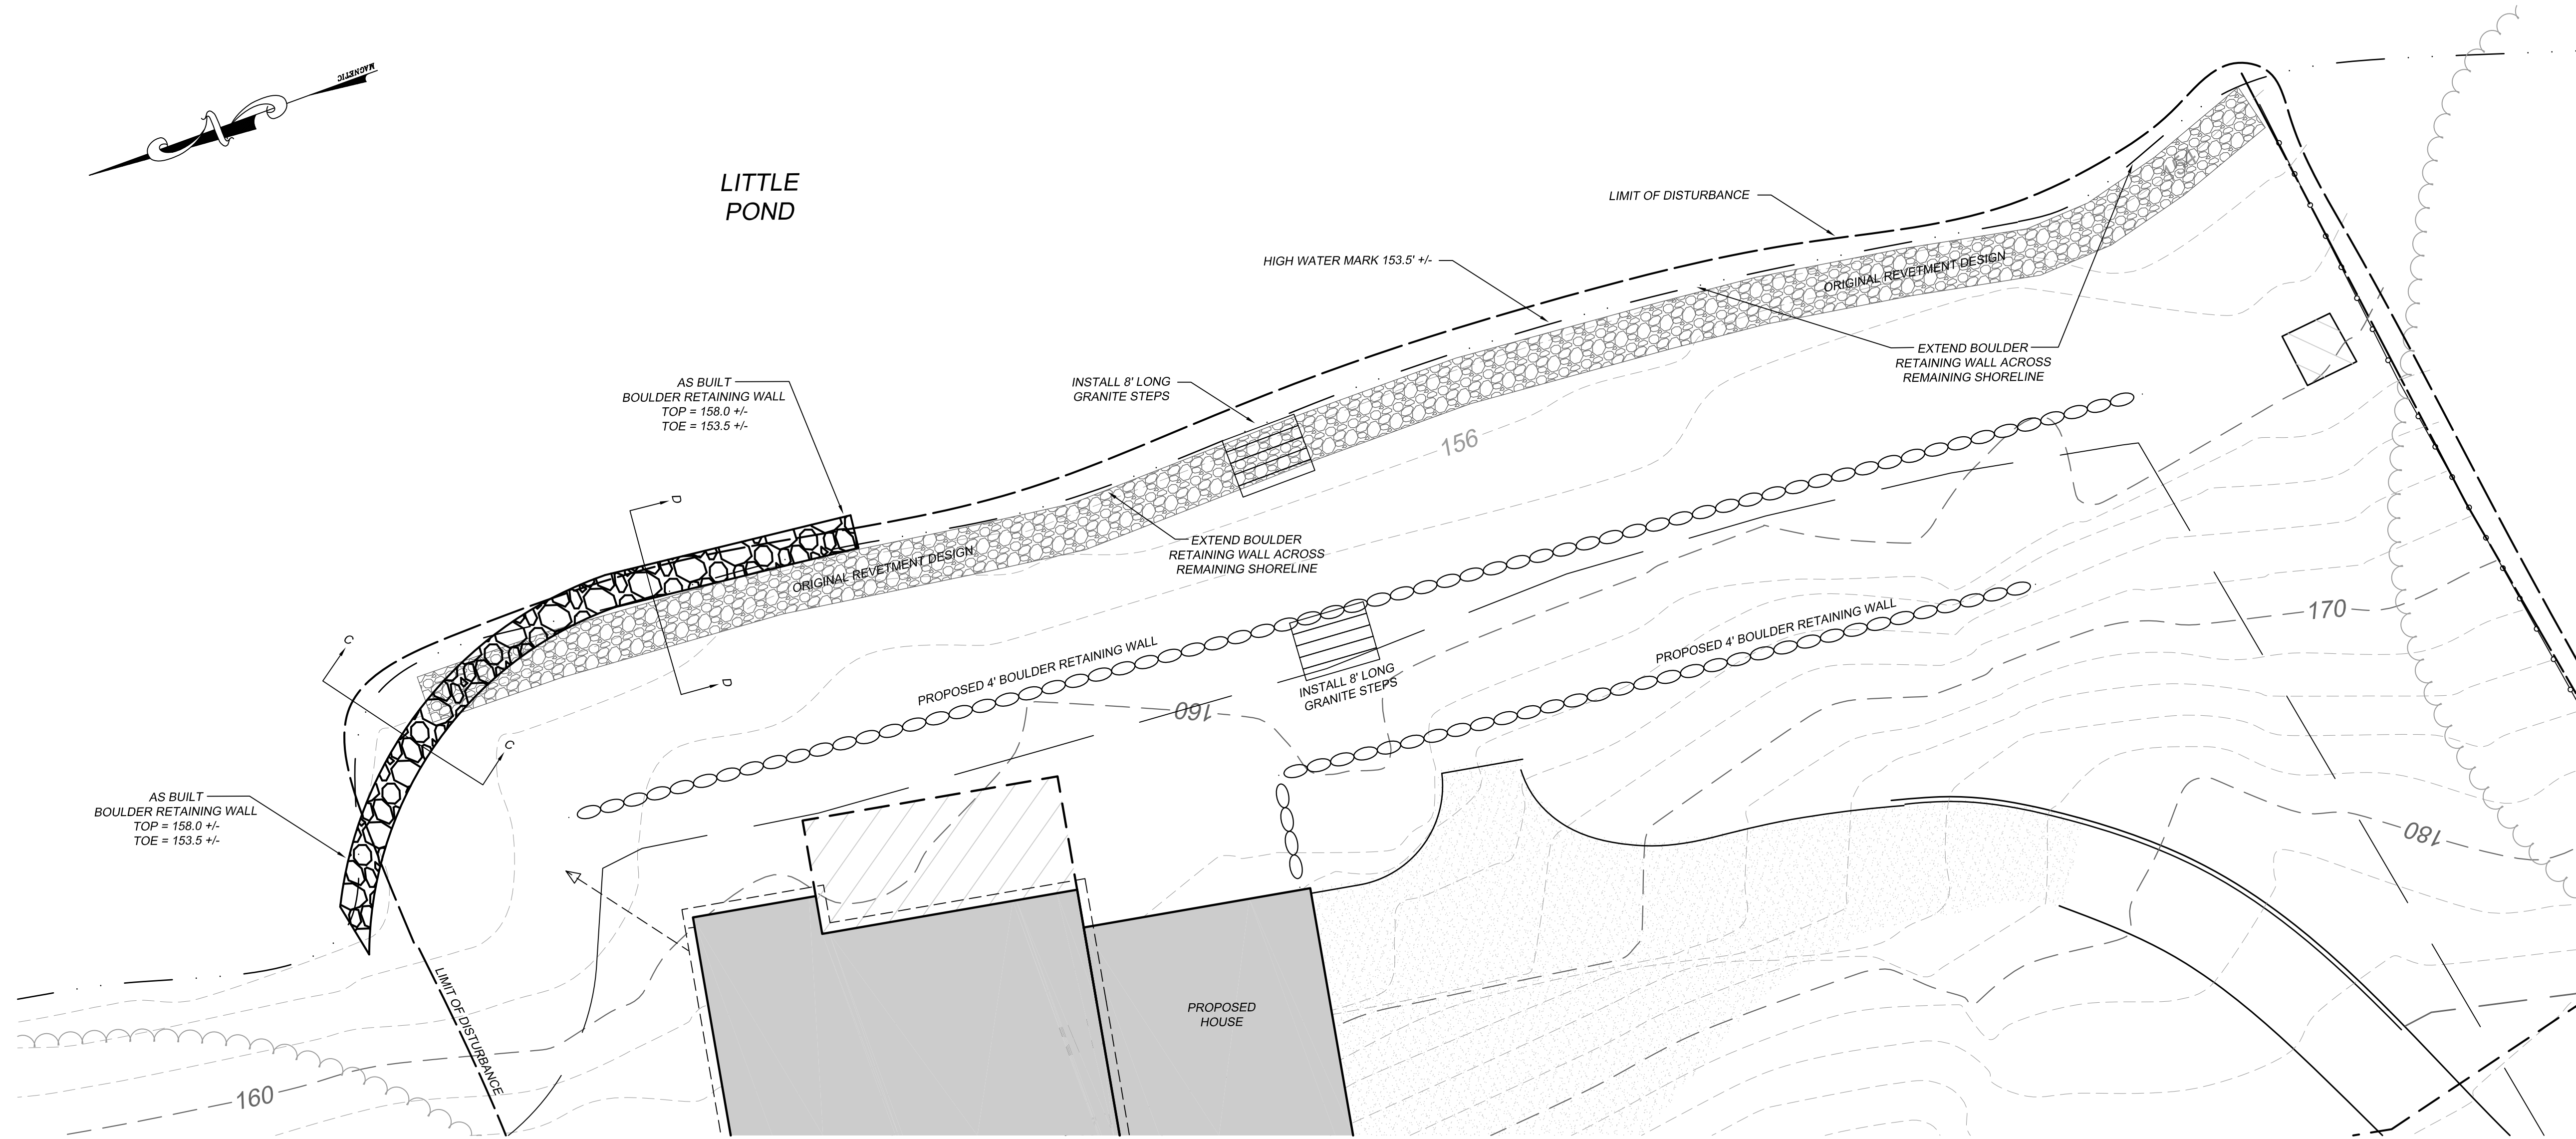 MAGNETIC
N
LITTLE
POND
LIMIT OF DISTURBANCE
HIGH WATER MARK 153.5' +/-
154
ORIGINAL REVETMENT DESIGN
EXTEND BOULDER
RETAINING WALL ACROSS
REMAINING SHORELINE
AS BUILT
BOULDER RETAINING WALL
TOP = 158.0 +/-
TOE = 153.5 +/-
INSTALL 8' LONG
GRANITE STEPS
156
D
EXTEND BOULDER
RETAINING WALL ACROSS
REMAINING SHORELINE
ORIGINAL REVETMENT DESIGN
C
D
C
PROPOSED 4' BOULDER RETAINING WALL
160
INSTALL 8' LONG
GRANITE STEPS
PROPOSED 4' BOULDER RETAINING WALL
170
AS BUILT
BOULDER RETAINING WALL
TOP = 158.0 +/-
TOE = 153.5 +/-
180
LIMIT OF DISTURBANCE
PROPOSED
HOUSE
160